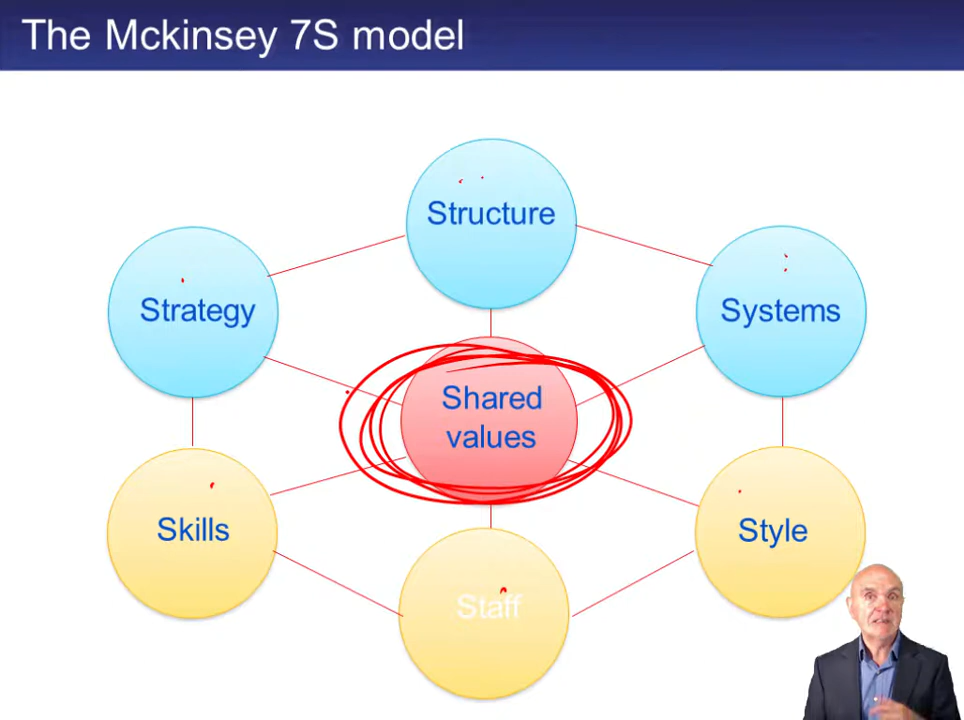 The Mckinsey 7S model
Structure
Strategy
Systems
Shared
values
Skills
Style
Staff